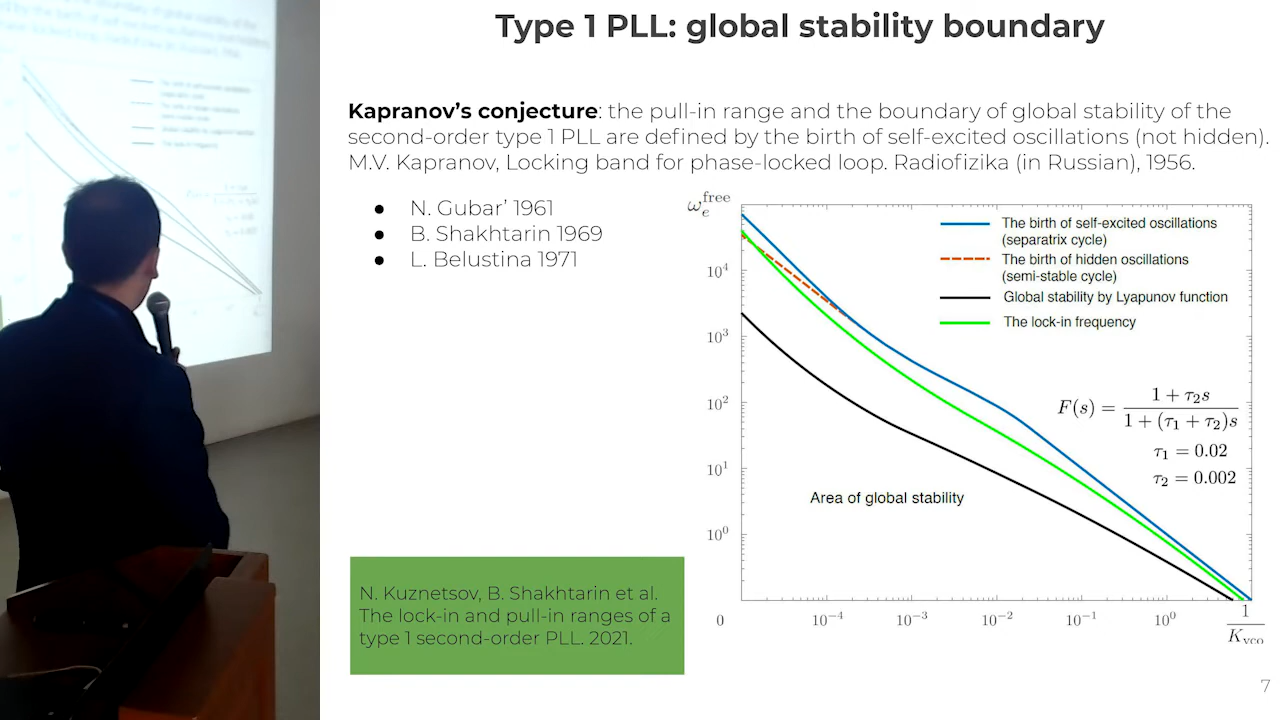 Type 1 PLL: global stability boundary
Kapranov's conjecture: the pull-in range and the boundary of global stability of the
second-order type 1 PLL are defined by the birth of self-excited oscillations (not hidden).
M.V. Kapranov, Locking band for phase-locked loop. Radiofizika (in Russian), 1956.
● N. Gubar' 1961
● B. Shakhtarin 1969
● L. Belustina 1971
ω_e^free
The birth of self-excited oscillations
(separatrix cycle)
The birth of hidden oscillations
(semi-stable cycle)
Global stability by Lyapunov function
The lock-in frequency
10⁴
10³
10²
10¹
10⁰
F(s) = (1 + τ₂s) / (1 + (τ₁ + τ₂)s)
τ₁ = 0.02
τ₂ = 0.002
Area of global stability
0 10⁻⁴ 10⁻³ 10⁻² 10⁻¹ 10⁰ 1/K_vco
N. Kuznetsov, B. Shakhtarin et al.
The lock-in and pull-in ranges of a
type 1 second-order PLL. 2021.
7